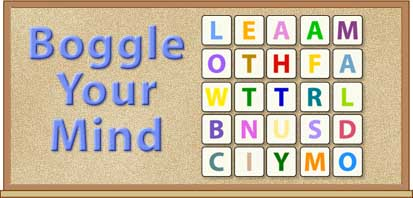 Boggle
Your
Mind
L E A A M
O T H F A
W T T R L
B N U S D
C I Y M O